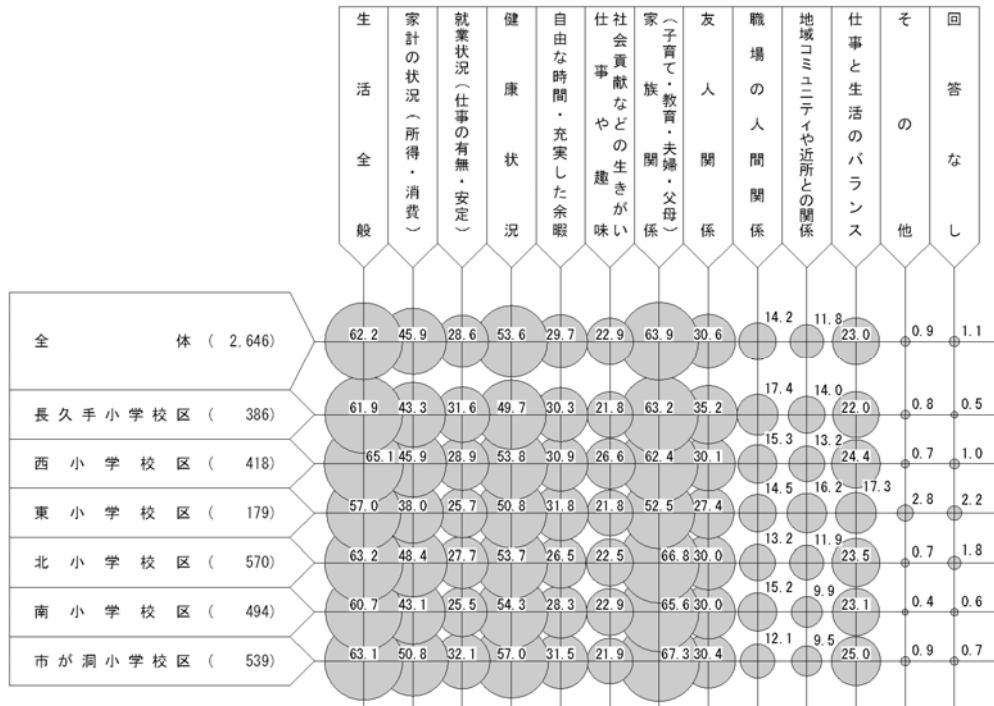 生活全般
家計の状況（所得・消費）
就業状況（仕事の有無・安定）
健康状況
自由な時間・充実した余暇
社会貢献などの生きがい
仕事や趣味
（子育て・教育・夫婦・父母）
家族関係
友人関係
職場の人間関係
地域コミュニティや近所との関係
仕事と生活のバランス
その他
回答なし
全体 ( 2,646) 62.2 45.9 28.6 53.6 29.7 22.9 63.9 30.6 14.2 11.8 23.0 0.9 1.1
長久手小学校区 ( 386) 61.9 43.3 31.6 49.7 30.3 21.8 63.2 35.2 17.4 14.0 22.0 0.8 0.5
西小学校区 ( 418) 65.1 45.9 28.9 53.8 30.9 26.6 62.4 30.1 15.3 13.2 24.4 0.7 1.0
東小学校区 ( 179) 57.0 38.0 25.7 50.8 31.8 21.8 52.5 27.4 14.5 16.2 17.3 2.8 2.2
北小学校区 ( 570) 63.2 48.4 27.7 53.7 26.5 22.5 66.8 30.0 13.2 11.9 23.5 0.7 1.8
南小学校区 ( 494) 60.7 43.1 25.5 54.3 28.3 22.9 65.6 30.0 15.2 9.9 23.1 0.4 0.6
市が洞小学校区 ( 539) 63.1 50.8 32.1 57.0 31.5 21.9 67.3 30.4 12.1 9.5 25.0 0.9 0.7